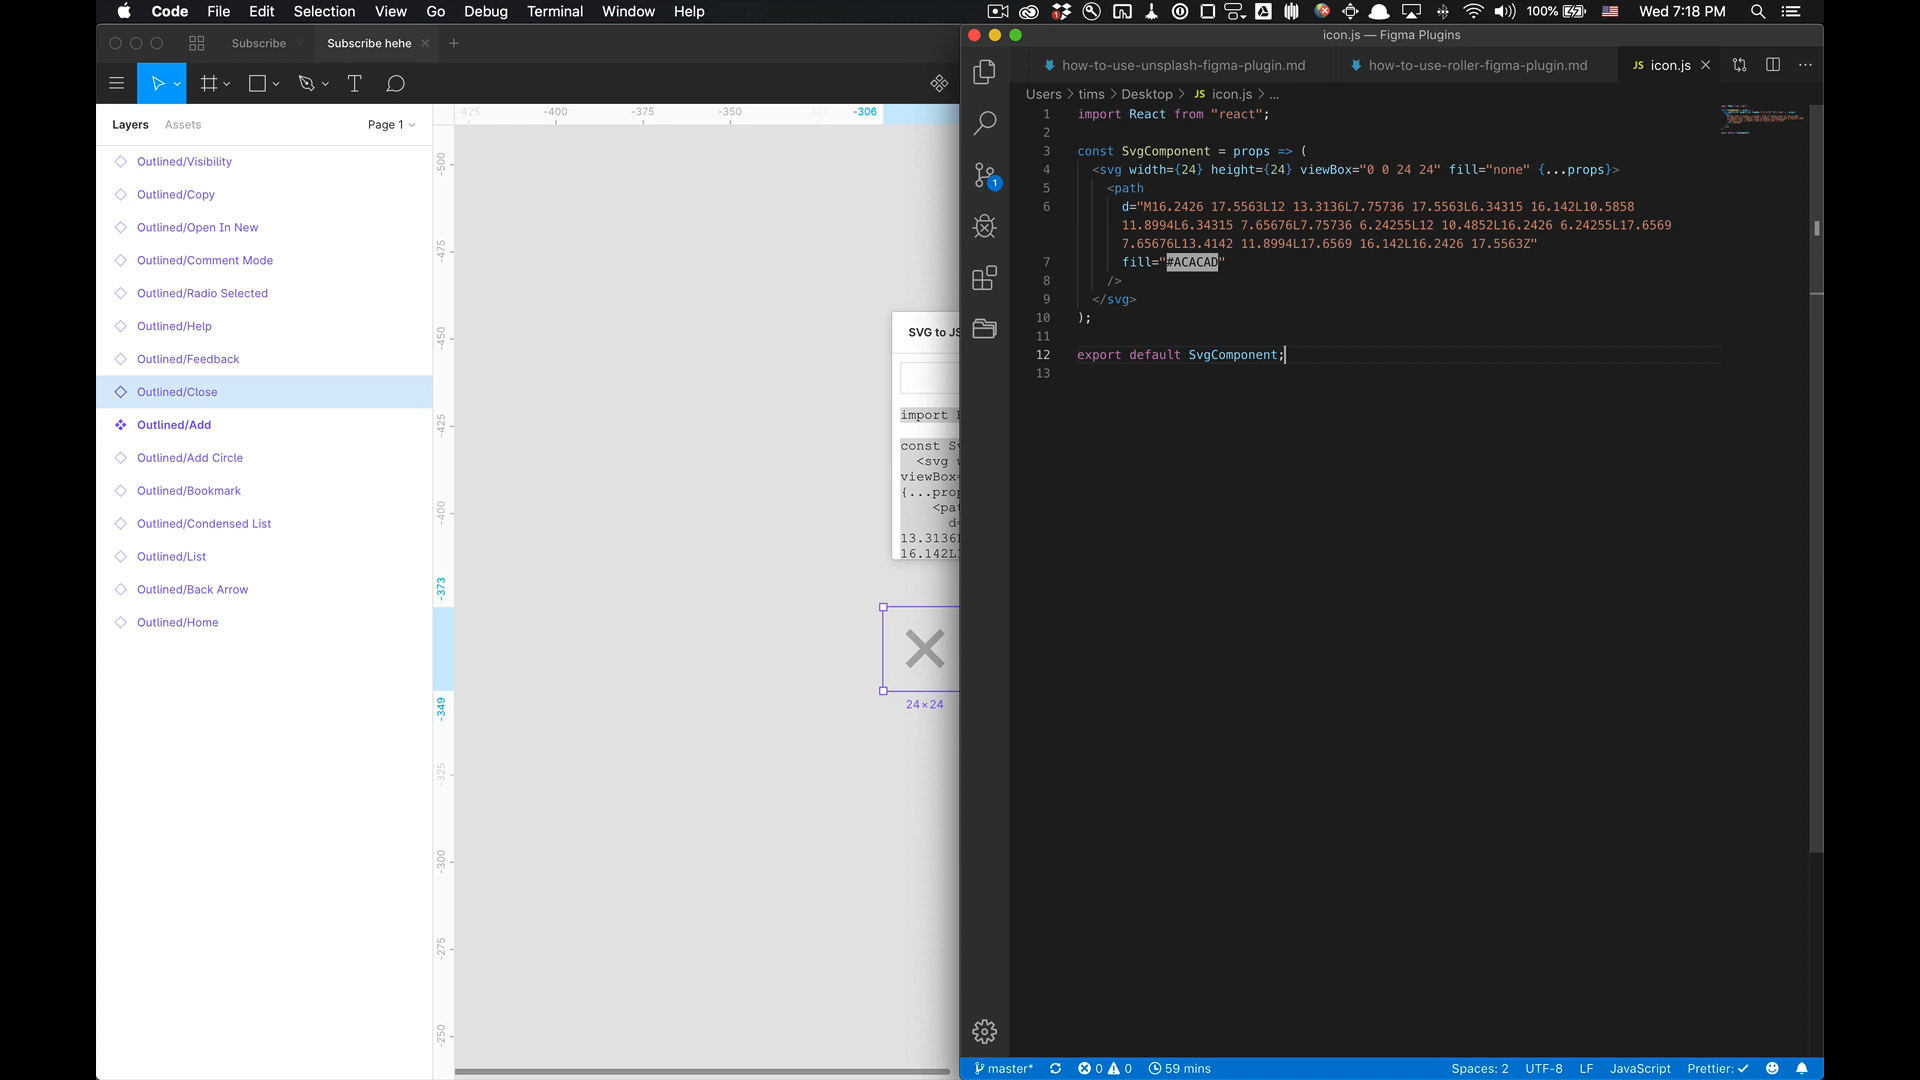 Code File Edit Selection View Go Debug Terminal Window Help
100% Wed 7:18 PM
Subscribe
Subscribe hehe
Layers Assets Page 1
Outlined/Visibility
Outlined/Copy
Outlined/Open In New
Outlined/Comment Mode
Outlined/Radio Selected
Outlined/Help
Outlined/Feedback
Outlined/Close
Outlined/Add
Outlined/Add Circle
Outlined/Bookmark
Outlined/Condensed List
Outlined/List
Outlined/Back Arrow
Outlined/Home
-425 -400 -375 -350 -306
-500
-475
-450
-425
-400
-373
-349
-325
-300
-275
-250
SVG to JS
import
const Sv
<svg
viewBox=
{...prop
<pat
d=
13.3136
16.142L
24×24
icon.js — Figma Plugins
how-to-use-unsplash-figma-plugin.md how-to-use-roller-figma-plugin.md JS icon.js
Users > tims > Desktop > JS icon.js > ...
1 import React from "react";
2
3 const SvgComponent = props => (
4 <svg width={24} height={24} viewBox="0 0 24 24" fill="none" {...props}>
5 <path
6 d="M16.2426 17.5563L12 13.3136L7.75736 17.5563L6.34315 16.142L10.5858
11.8994L6.34315 7.65676L7.75736 6.24255L12 10.4852L16.2426 6.24255L17.6569
7.65676L13.4142 11.8994L17.6569 16.142L16.2426 17.5563Z"
7 fill="#ACACAD"
8 />
9 </svg>
10 );
11
12 export default SvgComponent;
13
1
master* 0 0 59 mins Spaces: 2 UTF-8 LF JavaScript Prettier: ✓